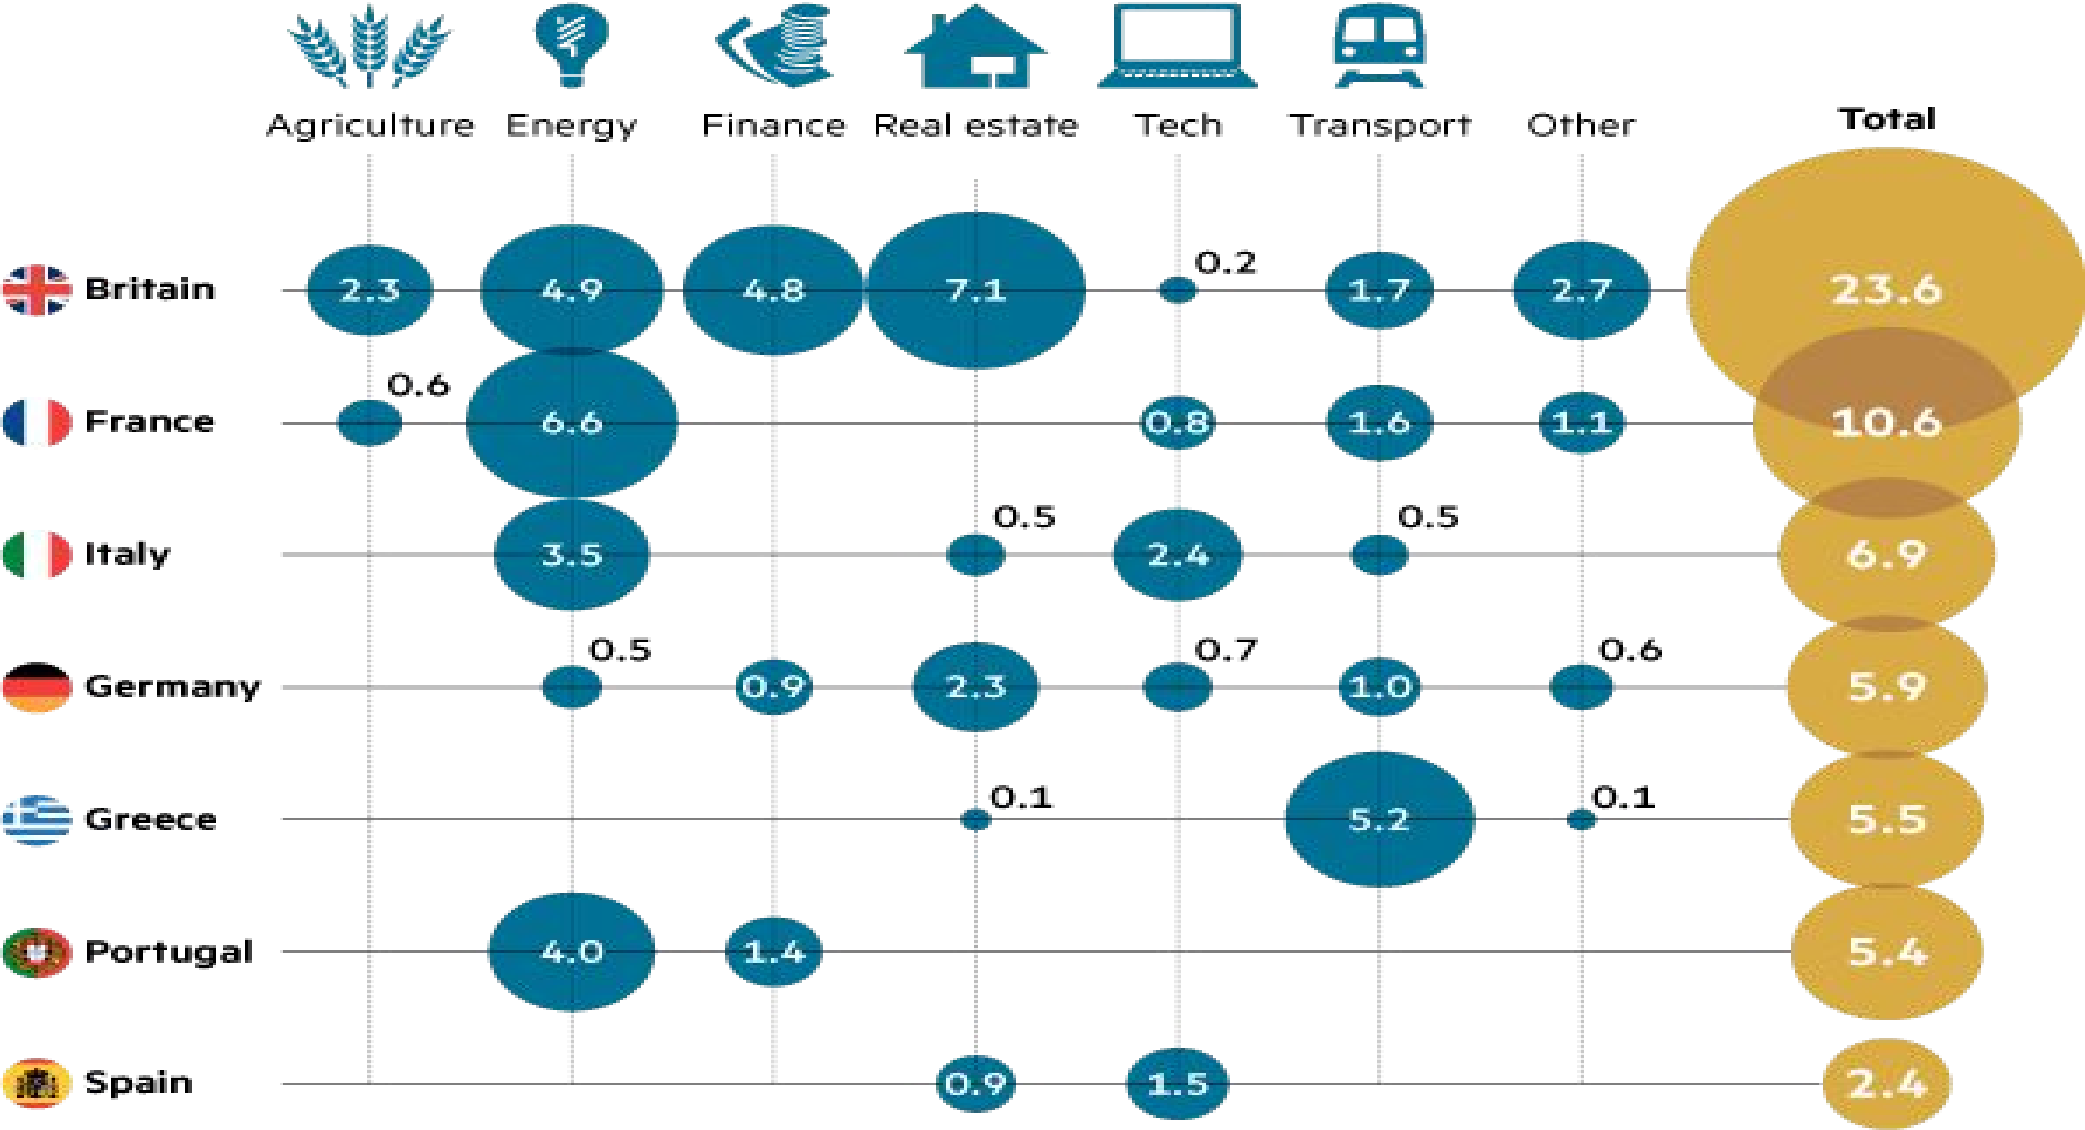 Agriculture Energy Finance Real estate Tech Transport Other Total
Britain 2.3 4.9 4.8 7.1 0.2 1.7 2.7 23.6
France 0.6 6.6 0.8 1.6 1.1 10.6
Italy 3.5 0.5 2.4 0.5 6.9
Germany 0.5 0.9 2.3 0.7 1.0 0.6 5.9
Greece 0.1 5.2 0.1 5.5
Portugal 4.0 1.4 5.4
Spain 0.9 1.5 2.4